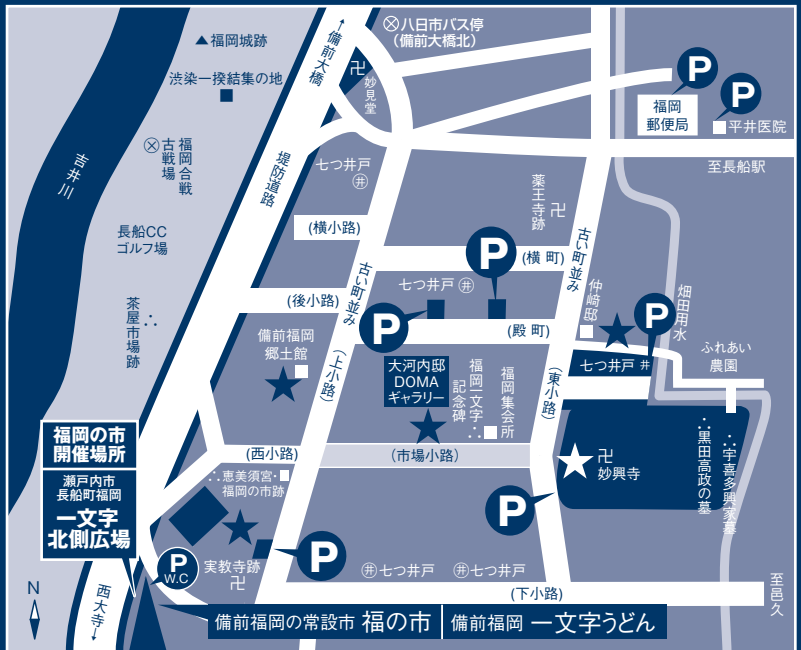 ▲福岡城跡
渋染一揆結集の地
↑備前大橋
八日市バス停
(備前大橋北)
卍
妙見堂
P
P
福岡
郵便局
平井医院
至長船駅
吉井川
福岡合戦
古戦場
堤防道路
七つ井戸
井
薬王寺跡
卍
長船CC
ゴルフ場
(横小路)
古い町並み
P
(横 町)
古い町並み
茶屋市場跡
∴
(後小路)
七つ井戸 井
仲﨑邸
P
畑田用水
P
(殿 町)
備前福岡
郷土館
(上小路)
大河内邸
DOMA
ギャラリー
福岡一文字
記念碑
∴
福岡集会所
(東小路)
七つ井戸 井
ふれあい
農園
福岡の市
開催場所
瀬戸内市
長船町福岡
一文字
北側広場
(西小路)
(市場小路)
∴恵美須宮・
福岡の市跡
卍
妙興寺
∴黒田高政の墓
∴宇喜多興家墓
P
P
P
W.C
実教寺跡
卍
井七つ井戸
井七つ井戸
至邑久
N
西大寺→
(下小路)
備前福岡の常設市 福の市
備前福岡 一文字うどん